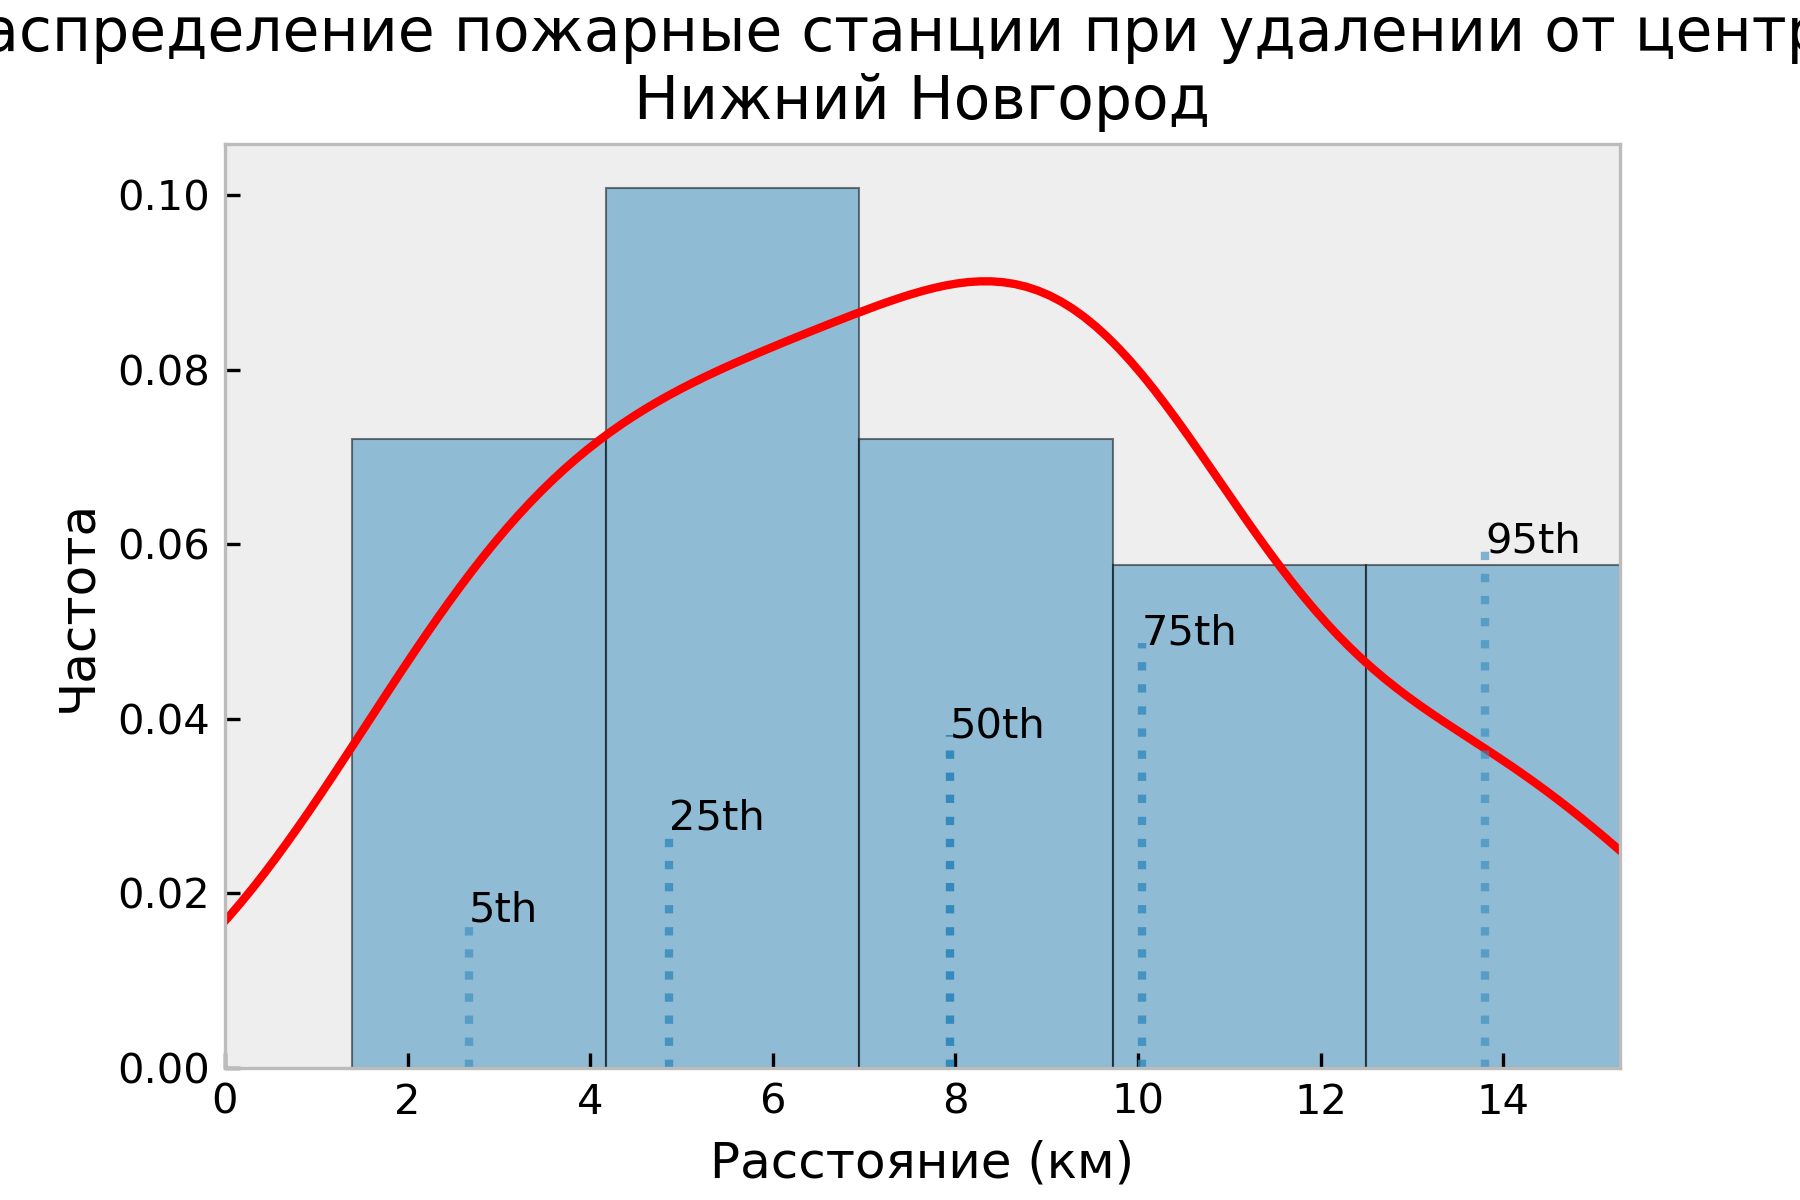 аспределение пожарные станции при удалении от центр
Нижний Новгород
0.10
0.08
0.06
0.04
0.02
0.00
Частота
95th
75th
50th
25th
5th
0 2 4 6 8 10 12 14
Расстояние (км)